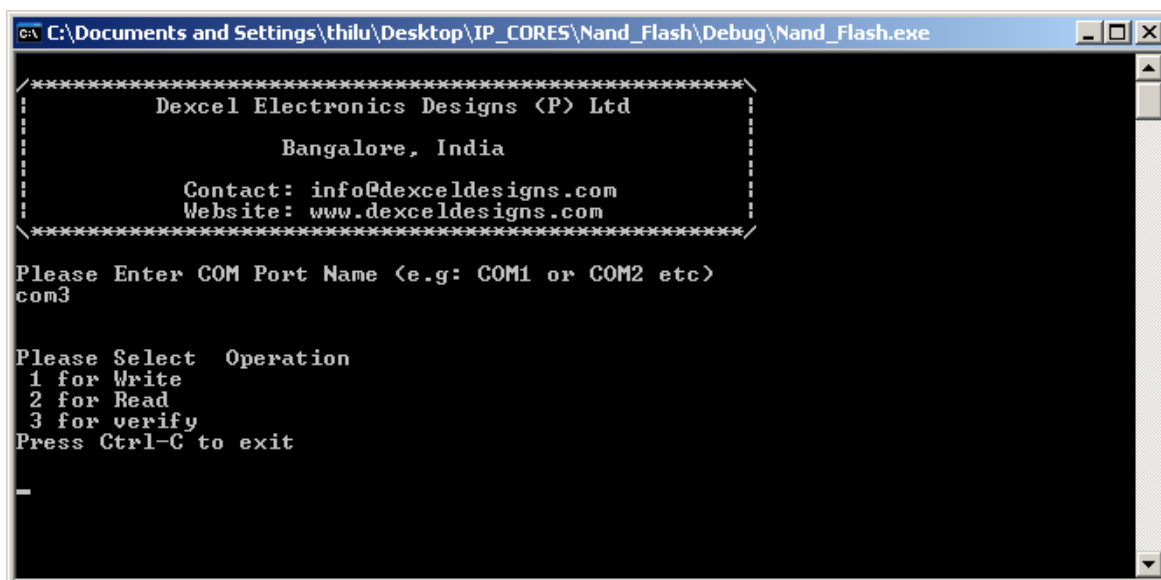 C:\Documents and Settings\thilu\Desktop\IP_CORES\Nand_Flash\Debug\Nand_Flash.exe
/***************************************************\
Dexcel Electronics Designs (P) Ltd
Bangalore, India
Contact: info@dexceldesigns.com
Website: www.dexceldesigns.com
\***************************************************/
Please Enter COM Port Name (e.g: COM1 or COM2 etc)
com3
Please Select  Operation
1 for Write
2 for Read
3 for verify
Press Ctrl-C to exit